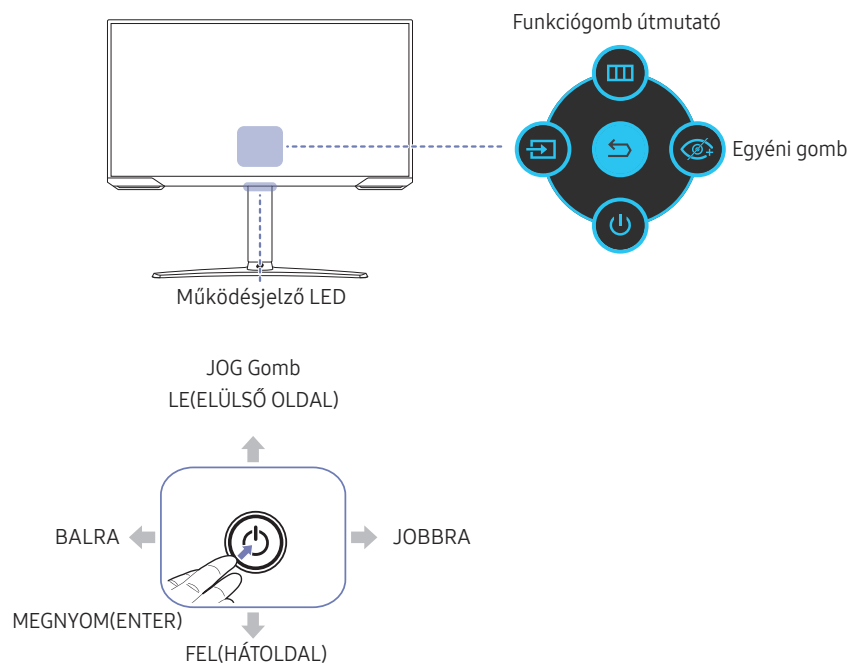 Funkciógomb útmutató
Egyéni gomb
Működésjelző LED
JOG Gomb
LE(ELÜLSŐ OLDAL)
BALRA
JOBBRA
MEGNYOM(ENTER)
FEL(HÁTOLDAL)